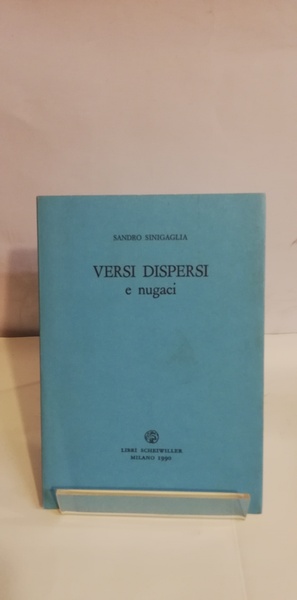 SANDRO SINIGAGLIA
VERSI DISPERSI
e nugaci
LIBRI SCHEIWILLER
MILANO 1990